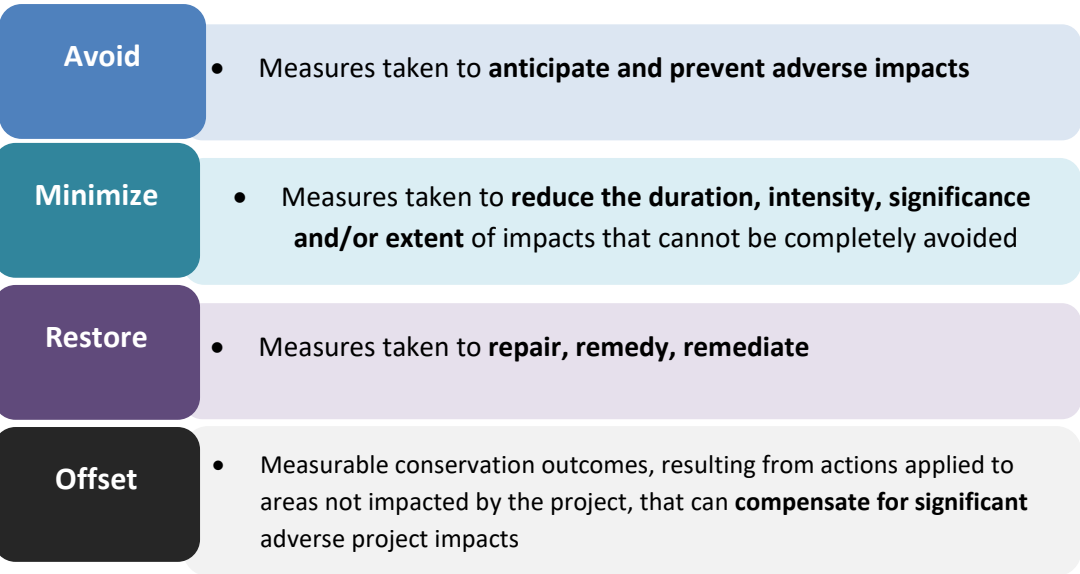 Avoid
• Measures taken to anticipate and prevent adverse impacts
Minimize
• Measures taken to reduce the duration, intensity, significance
and/or extent of impacts that cannot be completely avoided
Restore
• Measures taken to repair, remedy, remediate
Offset
• Measurable conservation outcomes, resulting from actions applied to
areas not impacted by the project, that can compensate for significant
adverse project impacts